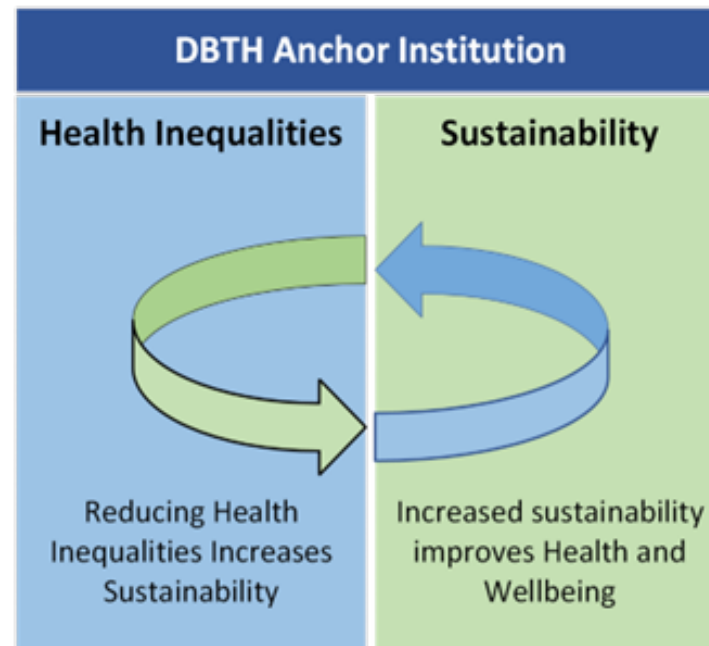 DBTH Anchor Institution
Health Inequalities
Sustainability
Reducing Health
Inequalities Increases
Sustainability
Increased sustainability
improves Health and
Wellbeing